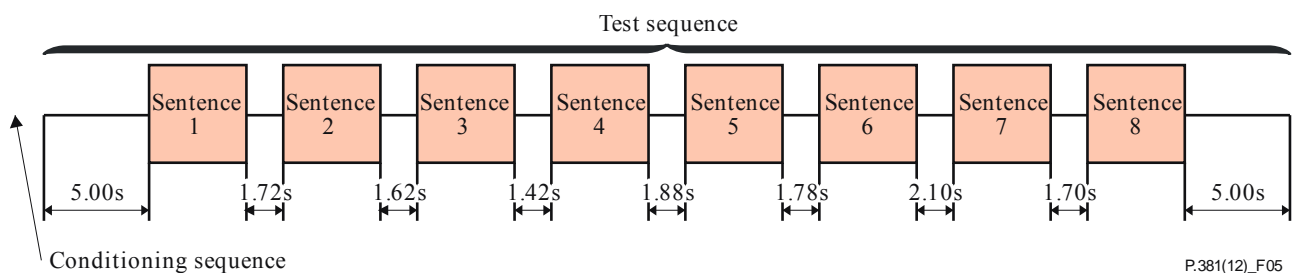 Test sequence
Sentence 1
Sentence 2
Sentence 3
Sentence 4
Sentence 5
Sentence 6
Sentence 7
Sentence 8
5.00s 1.72s 1.62s 1.42s 1.88s 1.78s 2.10s 1.70s 5.00s
Conditioning sequence
P.381(12)_F05